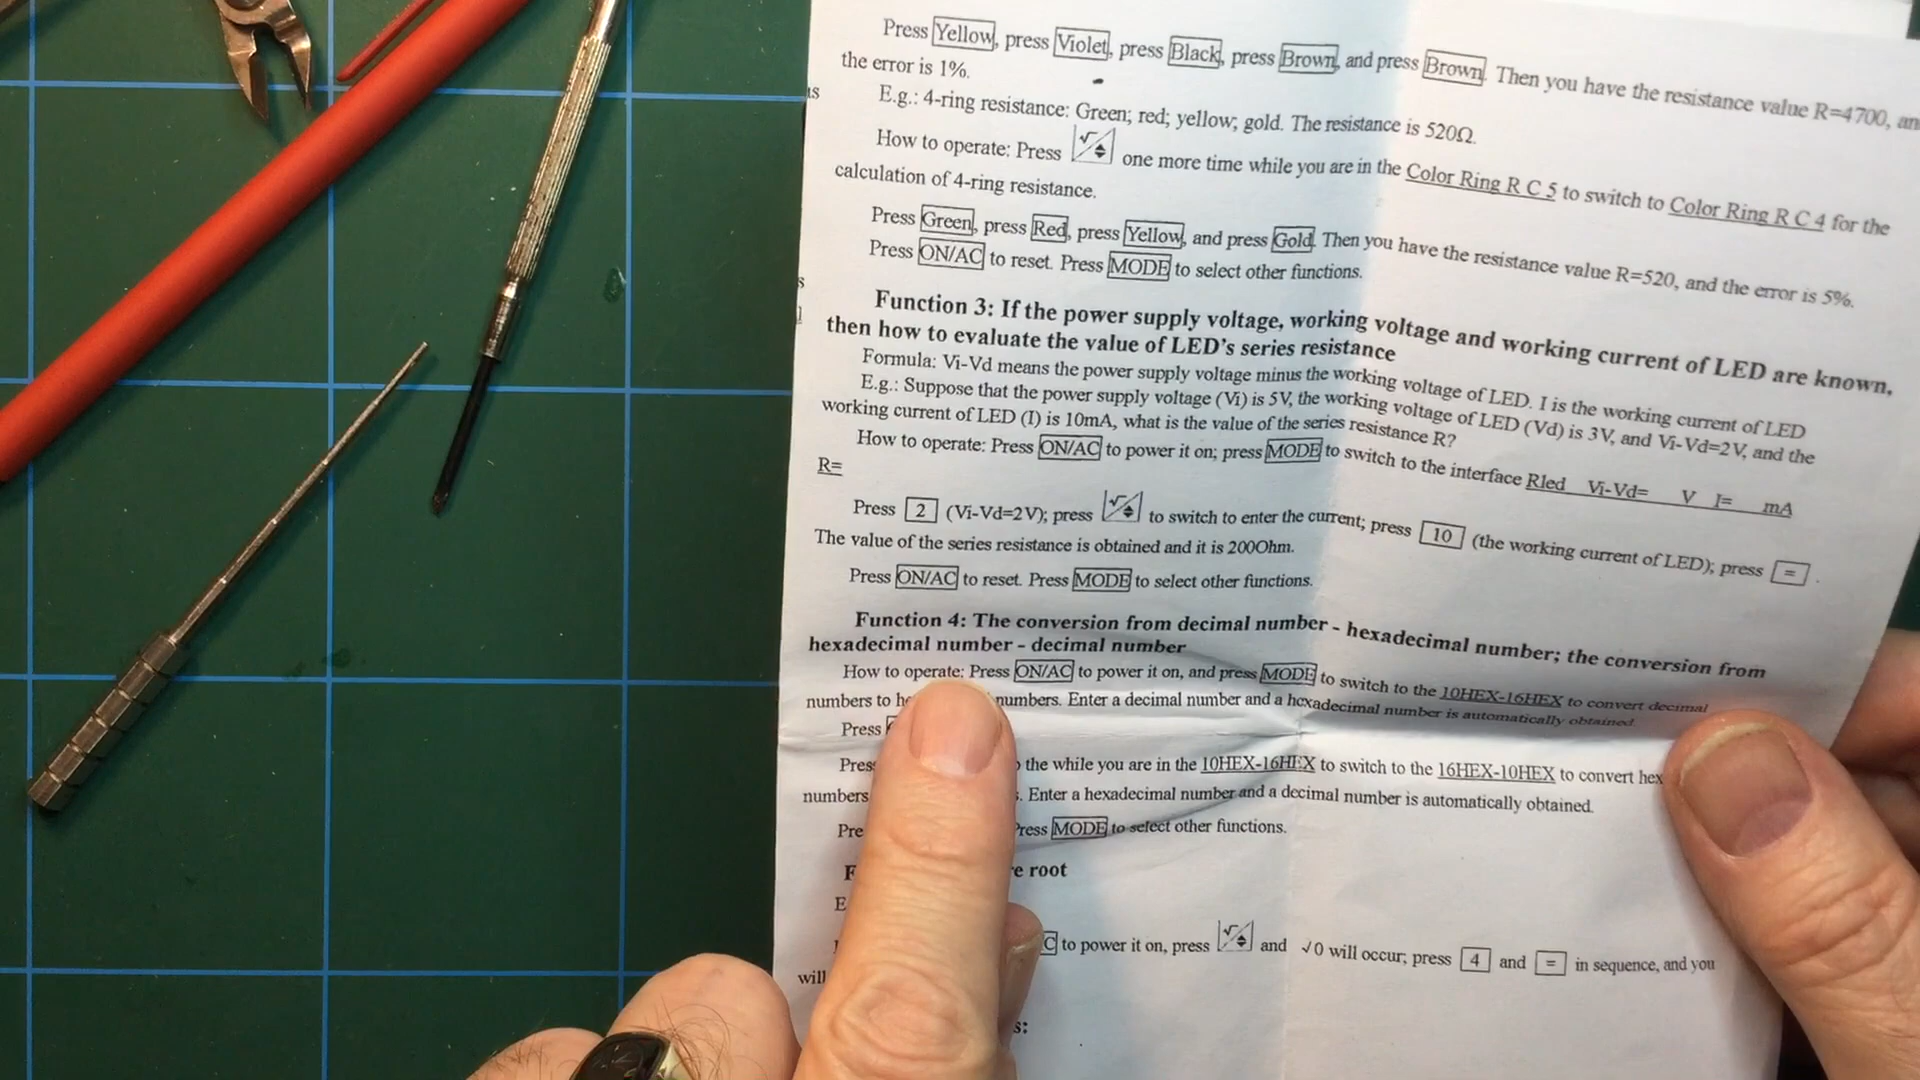 Press Yellow, press Violet, press Black, press Brown, and press Brown. Then you have the resistance value R=4700, an
the error is 1%.
E.g.: 4-ring resistance: Green; red; yellow; gold. The resistance is 520Ω.
How to operate: Press √ one more time while you are in the Color Ring R C 5 to switch to Color Ring R C 4 for the
calculation of 4-ring resistance.
Press Green, press Red, press Yellow, and press Gold. Then you have the resistance value R=520, and the error is 5%.
Press ON/AC to reset. Press MODE to select other functions.
Function 3: If the power supply voltage, working voltage and working current of LED are known,
then how to evaluate the value of LED's series resistance
Formula: Vi-Vd means the power supply voltage minus the working voltage of LED. I is the working current of LED
E.g.: Suppose that the power supply voltage (Vi) is 5V, the working voltage of LED (Vd) is 3V, and Vi-Vd=2V, and the
working current of LED (I) is 10mA, what is the value of the series resistance R?
How to operate: Press ON/AC to power it on; press MODE to switch to the interface Rled Vi-Vd= V I= mA
R=
Press 2 (Vi-Vd=2V); press √ to switch to enter the current; press 10 (the working current of LED); press = .
The value of the series resistance is obtained and it is 200Ohm.
Press ON/AC to reset. Press MODE to select other functions.
Function 4: The conversion from decimal number - hexadecimal number; the conversion from
hexadecimal number - decimal number
How to operate: Press ON/AC to power it on, and press MODE to switch to the 10HEX-16HEX to convert decimal
numbers to numbers. Enter a decimal number and a hexadecimal number is automatically obtained.
Press
Press the while you are in the 10HEX-16HEX to switch to the 16HEX-10HEX to convert hex
numbers . Enter a hexadecimal number and a decimal number is automatically obtained.
Pre Press MODE to select other functions.
F e root
E
C to power it on, press √ and √0 will occur; press 4 and = in sequence, and you
will
s: